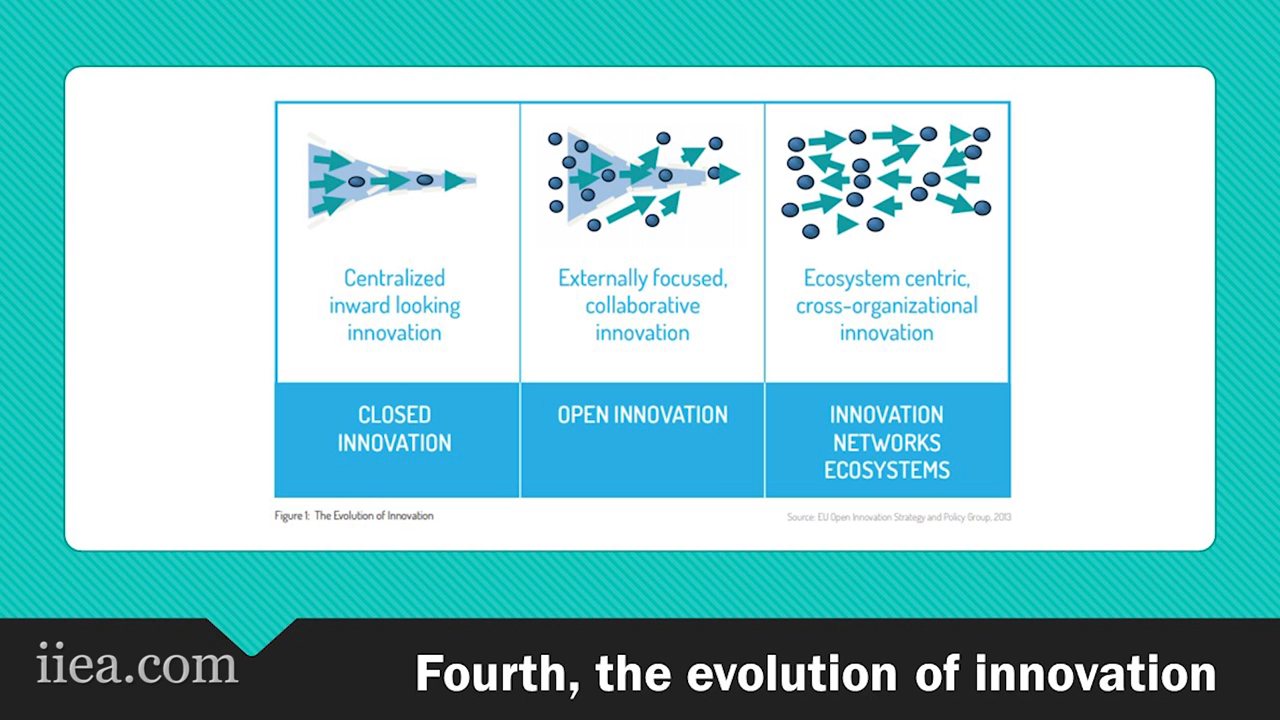 Centralized
inward looking
innovation
Externally focused,
collaborative
innovation
Ecosystem centric,
cross-organizational
innovation
CLOSED
INNOVATION
OPEN INNOVATION
INNOVATION
NETWORKS
ECOSYSTEMS
Figure 1: The Evolution of Innovation
Source: EU Open Innovation Strategy and Policy Group, 2013
iiea.com
Fourth, the evolution of innovation